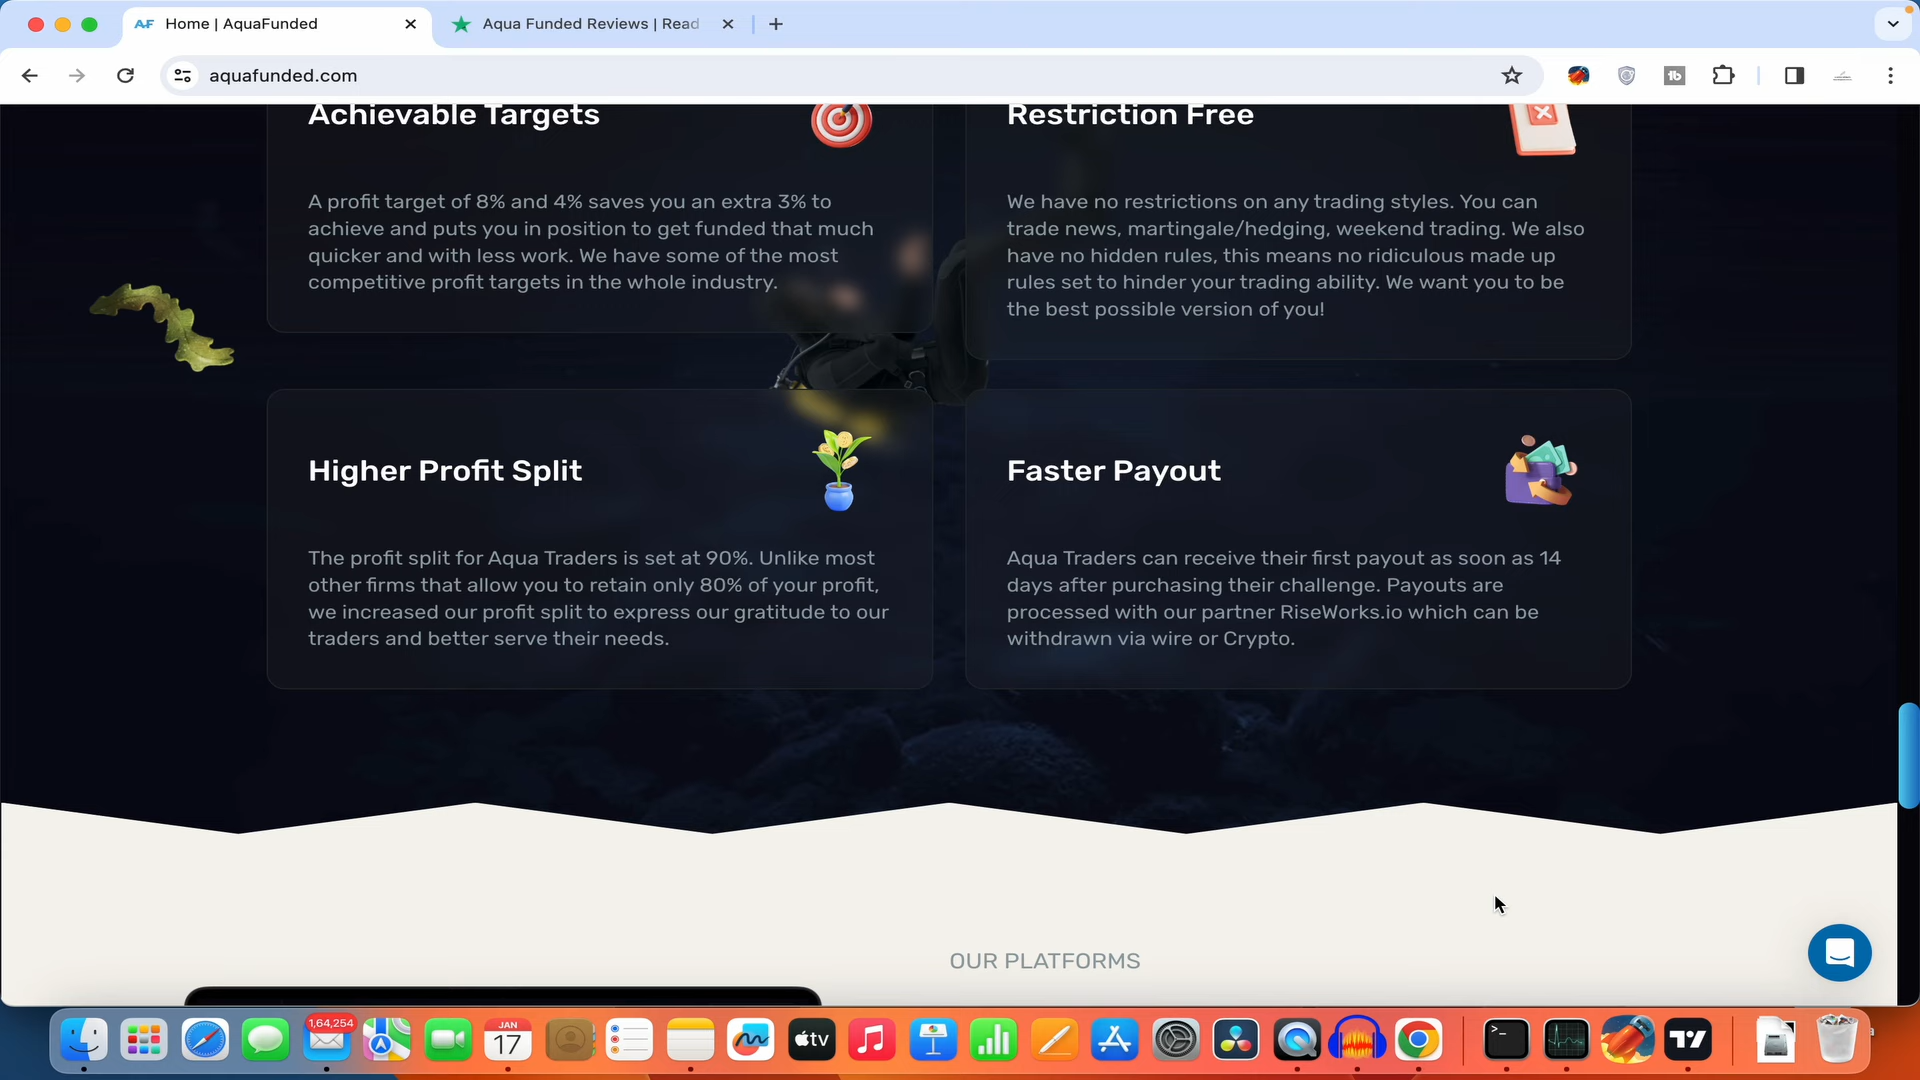 AF Home | AquaFunded
Aqua Funded Reviews | Read
aquafunded.com
tb
Achievable Targets
A profit target of 8% and 4% saves you an extra 3% to
achieve and puts you in position to get funded that much
quicker and with less work. We have some of the most
competitive profit targets in the whole industry.
Restriction Free
We have no restrictions on any trading styles. You can
trade news, martingale/hedging, weekend trading. We also
have no hidden rules, this means no ridiculous made up
rules set to hinder your trading ability. We want you to be
the best possible version of you!
Higher Profit Split
The profit split for Aqua Traders is set at 90%. Unlike most
other firms that allow you to retain only 80% of your profit,
we increased our profit split to express our gratitude to our
traders and better serve their needs.
Faster Payout
Aqua Traders can receive their first payout as soon as 14
days after purchasing their challenge. Payouts are
processed with our partner RiseWorks.io which can be
withdrawn via wire or Crypto.
OUR PLATFORMS
1,64,254
JAN
17
tv